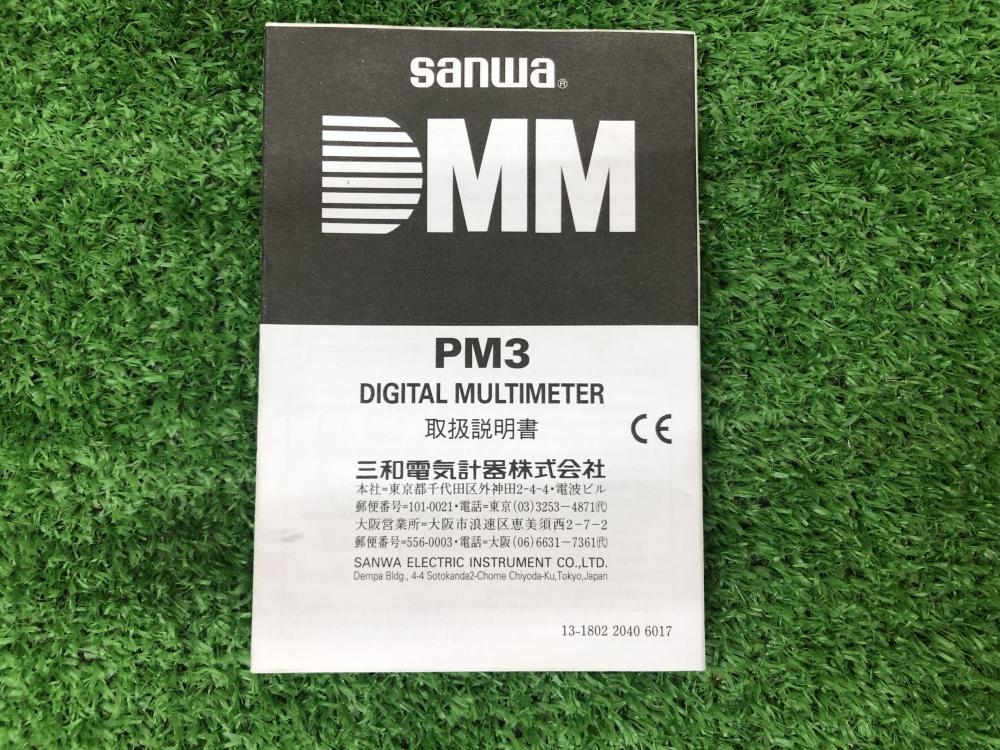 sanwa®
DMM
PM3
DIGITAL MULTIMETER
取扱説明書
CE
三和電気計器株式会社
本社=東京都千代田区外神田2-4-4・電波ビル
郵便番号=101-0021・電話=東京(03)3253-4871㈹
大阪営業所=大阪市浪速区恵美須西2-7-2
郵便番号=556-0003・電話=大阪(06)6631-7361㈹
SANWA ELECTRIC INSTRUMENT CO.,LTD.
Dempa Bldg., 4-4 Sotokanda2-Chome Chiyoda-Ku,Tokyo,Japan
13-1802 2040 6017